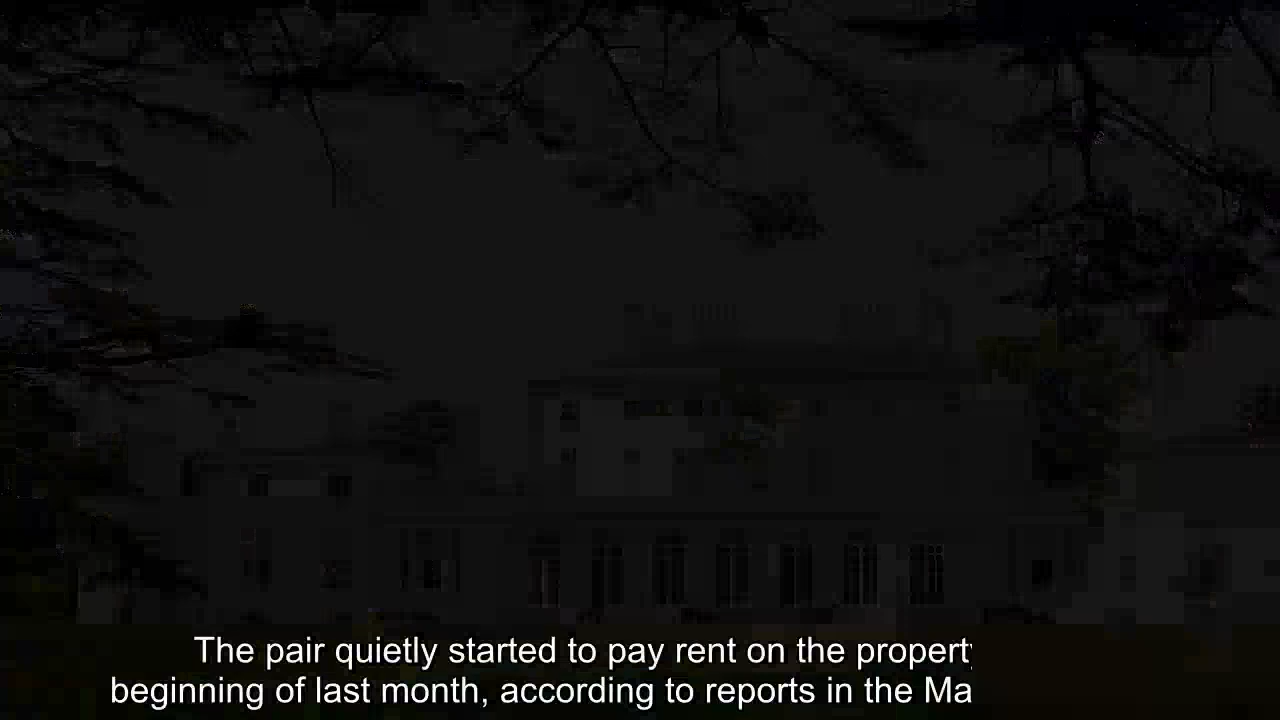 The pair quietly started to pay rent on the property
beginning of last month, according to reports in the Ma